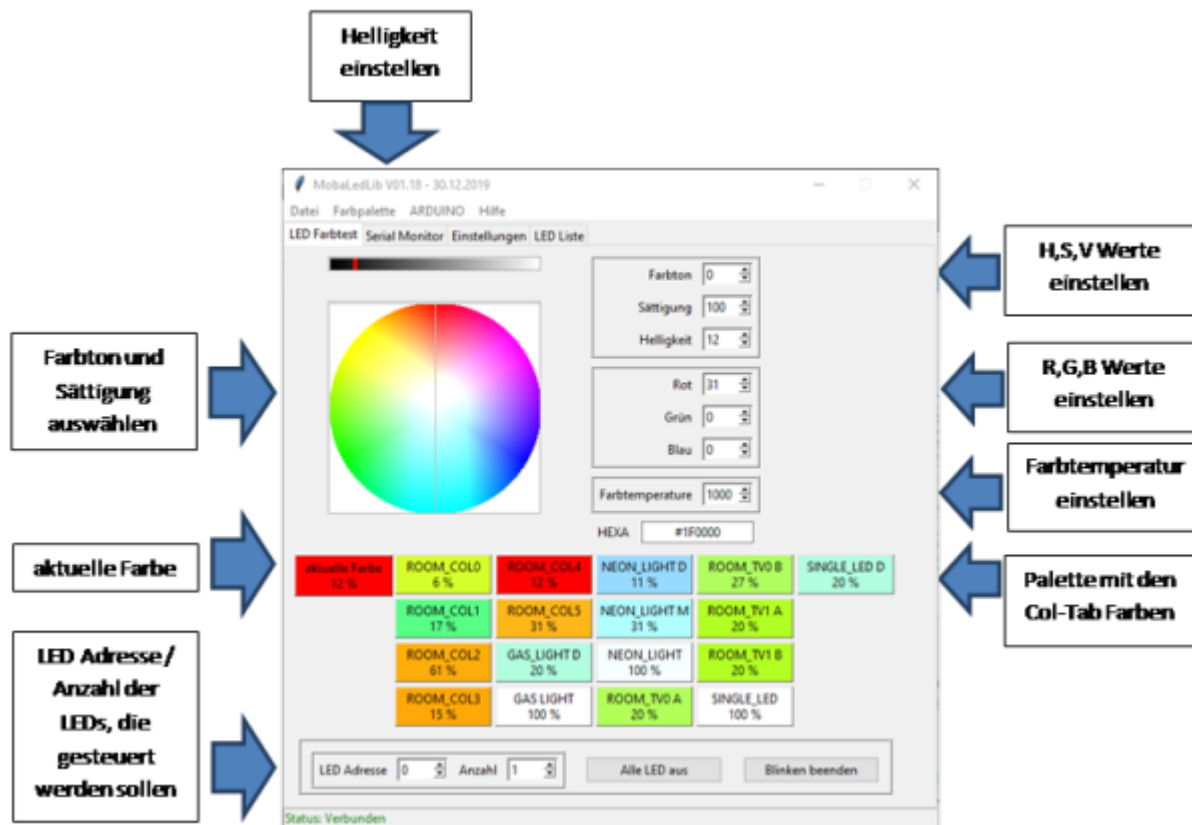 Helligkeit
einstellen
MobaLedLib V01.18 - 30.12.2019
Datei Farbpalette ARDUINO Hilfe
LED Farbtest Serial Monitor Einstellungen LED Liste
Farbton 0
Sättigung 100
Helligkeit 12
Rot 31
Grün 0
Blau 0
Farbtemperature 1000
HEXA #1F0000
aktuelle Farbe
12 %
ROOM_COL0
6 %
ROOM_COL4
12 %
NEON_LIGHT D
11 %
ROOM_TV0 B
27 %
SINGLE_LED D
20 %
ROOM_COL1
17 %
ROOM_COL5
31 %
NEON_LIGHT M
31 %
ROOM_TV1 A
20 %
ROOM_COL2
61 %
GAS_LIGHT D
20 %
NEON_LIGHT
100 %
ROOM_TV1 B
20 %
ROOM_COL3
15 %
GAS LIGHT
100 %
ROOM_TV0 A
20 %
SINGLE_LED
100 %
LED Adresse 0 Anzahl 1 Alle LED aus Blinken beenden
Status: Verbunden
Farbton und
Sättigung
auswählen
aktuelle Farbe
LED Adresse /
Anzahl der
LEDs, die
gesteuert
werden sollen
H,S,V Werte
einstellen
R,G,B Werte
einstellen
Farbtemperatur
einstellen
Palette mit den
Col-Tab Farben